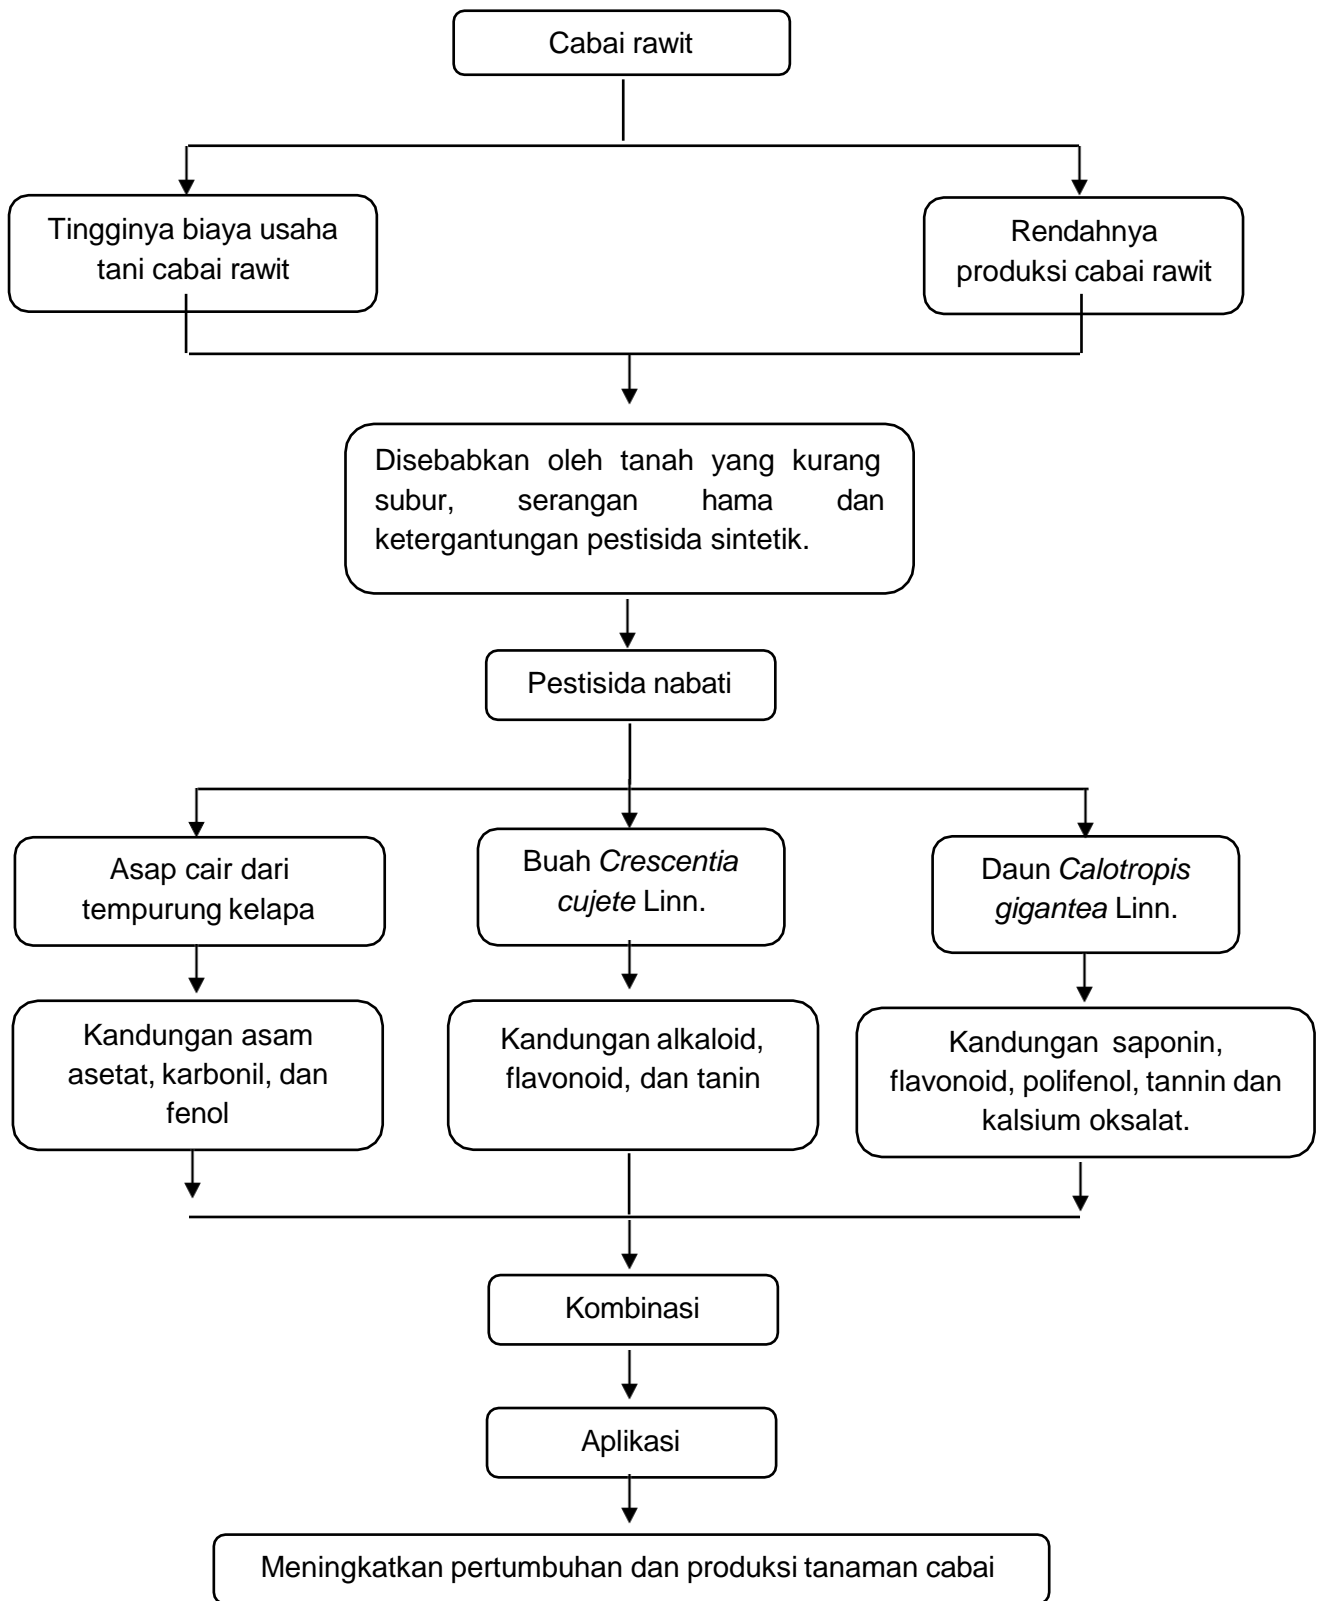 Cabai rawit
Tingginya biaya usaha
tani cabai rawit
Rendahnya
produksi cabai rawit
Disebabkan oleh tanah yang kurang
subur, serangan hama dan
ketergantungan pestisida sintetik.
Pestisida nabati
Asap cair dari
tempurung kelapa
Buah Crescentia
cujete Linn.
Daun Calotropis
gigantea Linn.
Kandungan asam
asetat, karbonil, dan
fenol
Kandungan alkaloid,
flavonoid, dan tanin
Kandungan saponin,
flavonoid, polifenol, tannin dan
kalsium oksalat.
Kombinasi
Aplikasi
Meningkatkan pertumbuhan dan produksi tanaman cabai